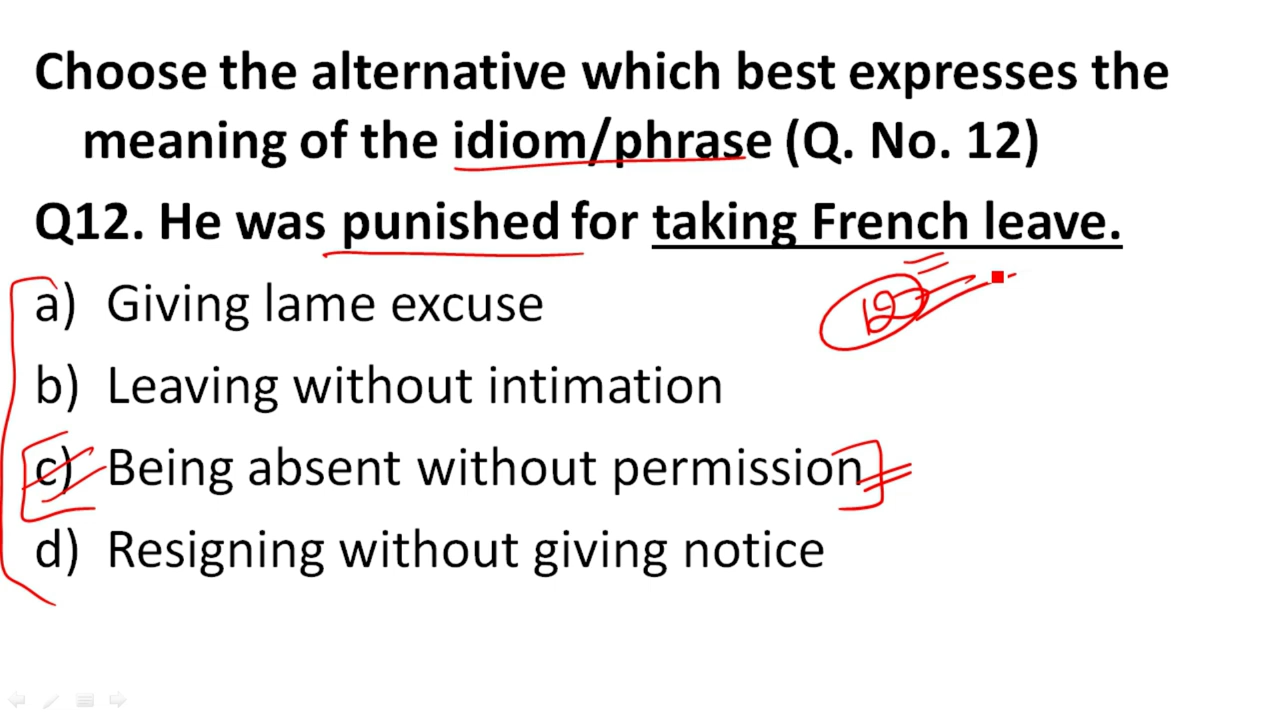 Choose the alternative which best expresses the
meaning of the idiom/phrase (Q. No. 12)
Q12. He was punished for taking French leave.
a) Giving lame excuse
b) Leaving without intimation
c) Being absent without permission
d) Resigning without giving notice